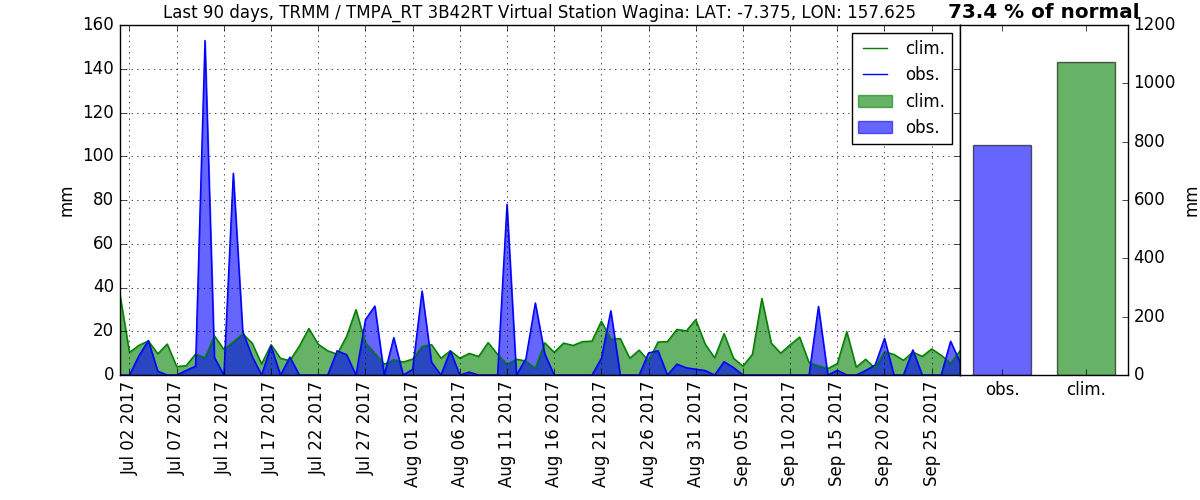 Last 90 days, TRMM / TMPA_RT 3B42RT Virtual Station Wagina: LAT: -7.375, LON: 157.625
73.4 % of normal
160
140
120
100
80
60
40
20
0
mm
clim.
obs.
clim.
obs.
Jul 02 2017
Jul 07 2017
Jul 12 2017
Jul 17 2017
Jul 22 2017
Jul 27 2017
Aug 01 2017
Aug 06 2017
Aug 11 2017
Aug 16 2017
Aug 21 2017
Aug 26 2017
Aug 31 2017
Sep 05 2017
Sep 10 2017
Sep 15 2017
Sep 20 2017
Sep 25 2017
1200
1000
800
600
400
200
0
mm
obs.
clim.